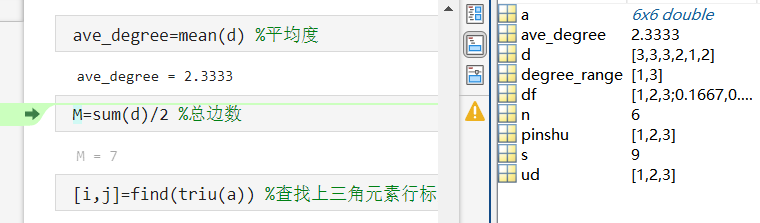 ave_degree=mean(d) %平均度
ave_degree = 2.3333
M=sum(d)/2 %总边数
M = 7
[i,j]=find(triu(a)) %查找上三角元素行标
a 6x6 double
ave_degree 2.3333
d [3,3,3,2,1,2]
degree_range [1,3]
df [1,2,3;0.1667,0....
n 6
pinshu [1,2,3]
s 9
ud [1,2,3]